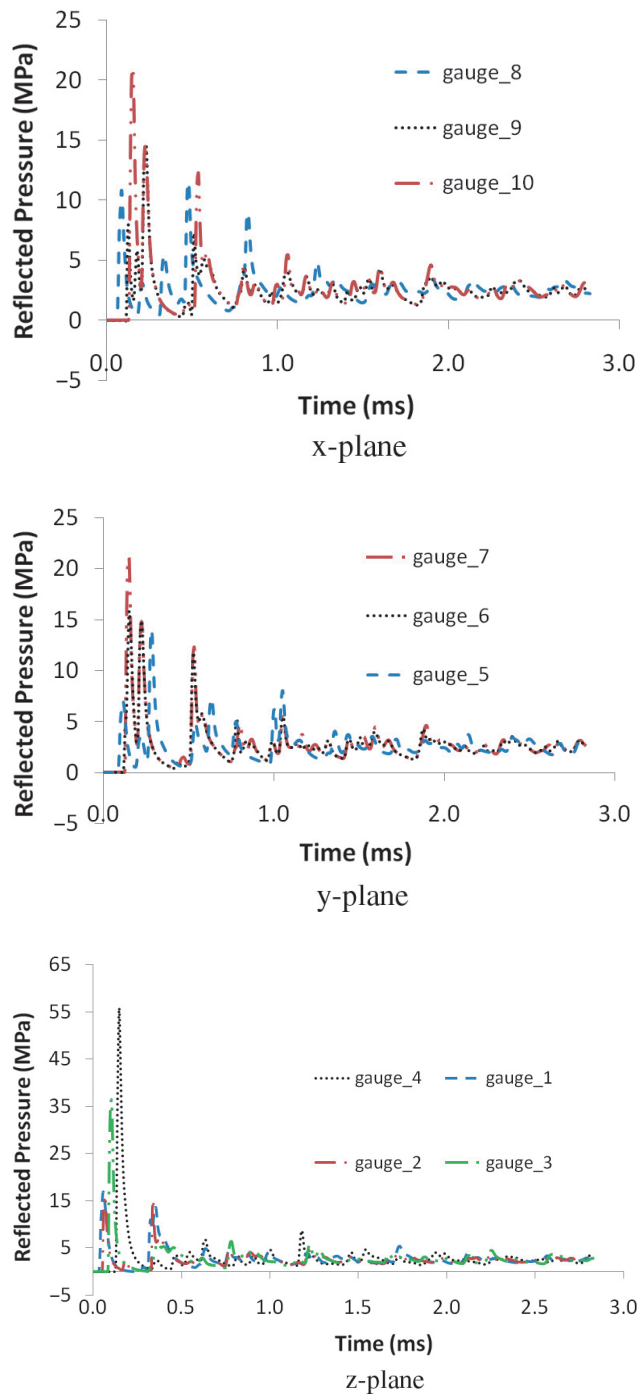 25
20
15
10
5
0
−5
Reflected Pressure (MPa)
gauge_8
gauge_9
gauge_10
0.0 1.0 2.0 3.0
Time (ms)
x-plane
25
20
15
10
5
0
−5
Reflected Pressure (MPa)
gauge_7
gauge_6
gauge_5
0.0 1.0 2.0 3.0
Time (ms)
y-plane
65
55
45
35
25
15
5
−5
Reflected Pressure (MPa)
gauge_4 gauge_1
gauge_2 gauge_3
0.0 0.5 1.0 1.5 2.0 2.5 3.0
Time (ms)
z-plane